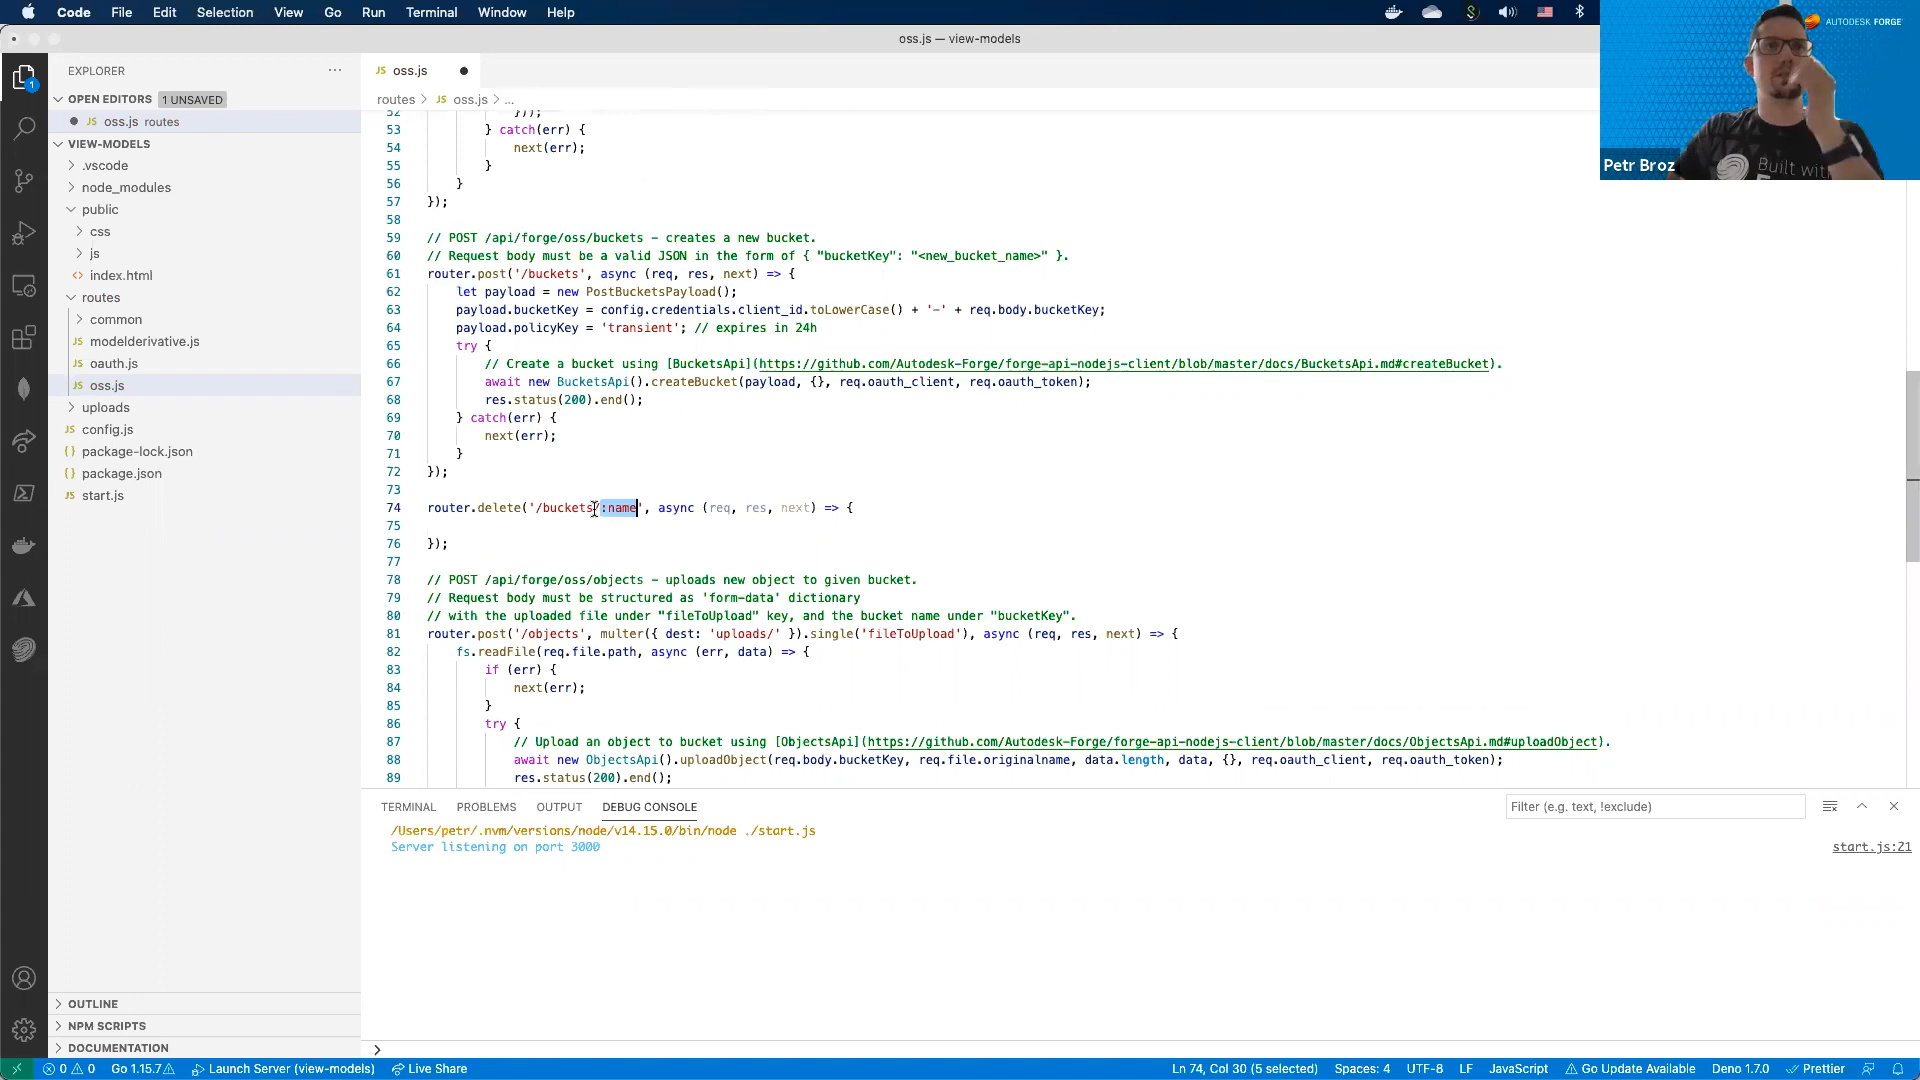 Code File Edit Selection View Go Run Terminal Window Help
AUTODESK FORGE
oss.js — view-models
EXPLORER
OPEN EDITORS 1 UNSAVED
oss.js routes
VIEW-MODELS
.vscode
node_modules
public
css
js
index.html
routes
common
modelderivative.js
oauth.js
oss.js
uploads
config.js
package-lock.json
package.json
start.js
OUTLINE
NPM SCRIPTS
DOCUMENTATION
oss.js
routes > oss.js > ...
52 }));
53 } catch(err) {
54 next(err);
55 }
56 }
57 });
58
59 // POST /api/forge/oss/buckets - creates a new bucket.
60 // Request body must be a valid JSON in the form of { "bucketKey": "<new_bucket_name>" }.
61 router.post('/buckets', async (req, res, next) => {
62 let payload = new PostBucketsPayload();
63 payload.bucketKey = config.credentials.client_id.toLowerCase() + '-' + req.body.bucketKey;
64 payload.policyKey = 'transient'; // expires in 24h
65 try {
66 // Create a bucket using [BucketsApi](https://github.com/Autodesk-Forge/forge-api-nodejs-client/blob/master/docs/BucketsApi.md#createBucket).
67 await new BucketsApi().createBucket(payload, {}, req.oauth_client, req.oauth_token);
68 res.status(200).end();
69 } catch(err) {
70 next(err);
71 }
72 });
73
74 router.delete('/buckets/:name', async (req, res, next) => {
75
76 });
77
78 // POST /api/forge/oss/objects - uploads new object to given bucket.
79 // Request body must be structured as 'form-data' dictionary
80 // with the uploaded file under "fileToUpload" key, and the bucket name under "bucketKey".
81 router.post('/objects', multer({ dest: 'uploads/' }).single('fileToUpload'), async (req, res, next) => {
82 fs.readFile(req.file.path, async (err, data) => {
83 if (err) {
84 next(err);
85 }
86 try {
87 // Upload an object to bucket using [ObjectsApi](https://github.com/Autodesk-Forge/forge-api-nodejs-client/blob/master/docs/ObjectsApi.md#uploadObject).
88 await new ObjectsApi().uploadObject(req.body.bucketKey, req.file.originalname, data.length, data, {}, req.oauth_client, req.oauth_token);
89 res.status(200).end();
Petr Broz
Built with
TERMINAL PROBLEMS OUTPUT DEBUG CONSOLE Filter (e.g. text, !exclude)
/Users/petr/.nvm/versions/node/v14.15.0/bin/node ./start.js
Server listening on port 3000 start.js:21
0 0 Go 1.15.7 Launch Server (view-models) Live Share Ln 74, Col 30 (5 selected) Spaces: 4 UTF-8 LF JavaScript Go Update Available Deno 1.7.0 Prettier